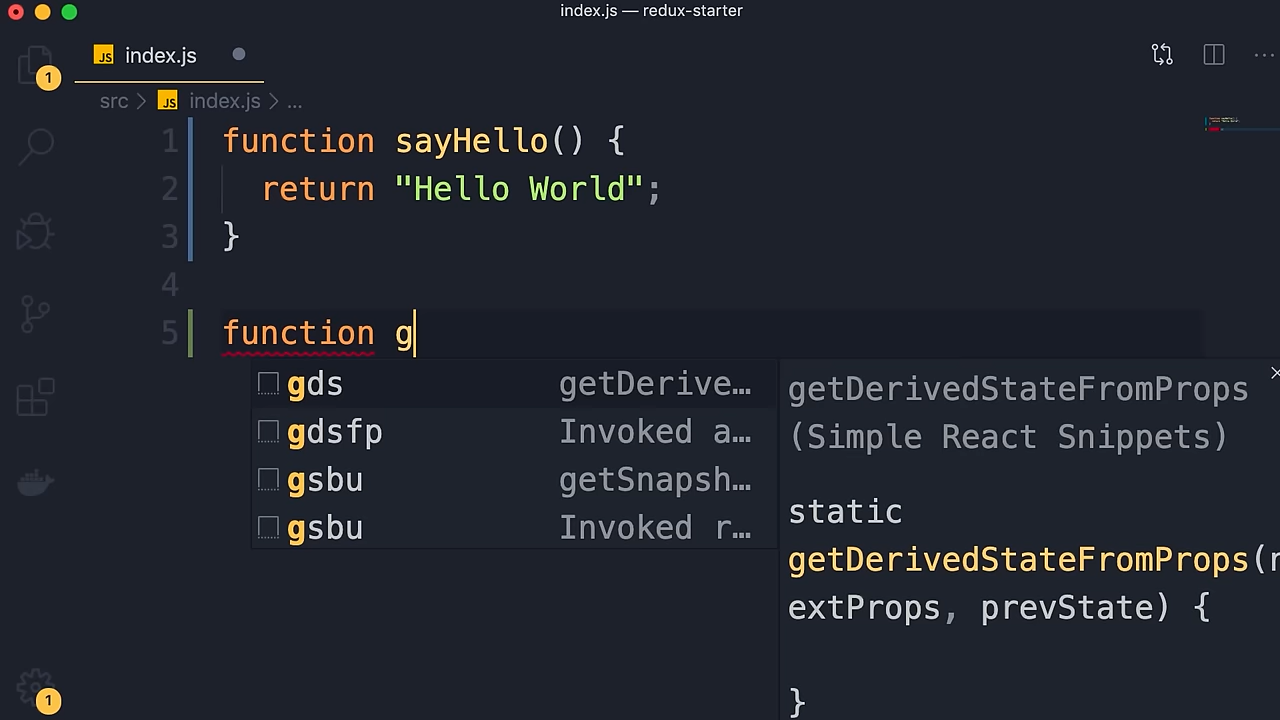 index.js — redux-starter
JS index.js
1
src > JS index.js > ...
1 function sayHello() {
2 return "Hello World";
3 }
4
5 function g
gds getDerive…
gdsfp Invoked a…
gsbu getSnapsh…
gsbu Invoked r…
getDerivedStateFromProps
(Simple React Snippets)
static
getDerivedStateFromProps(n
extProps, prevState) {
}
1